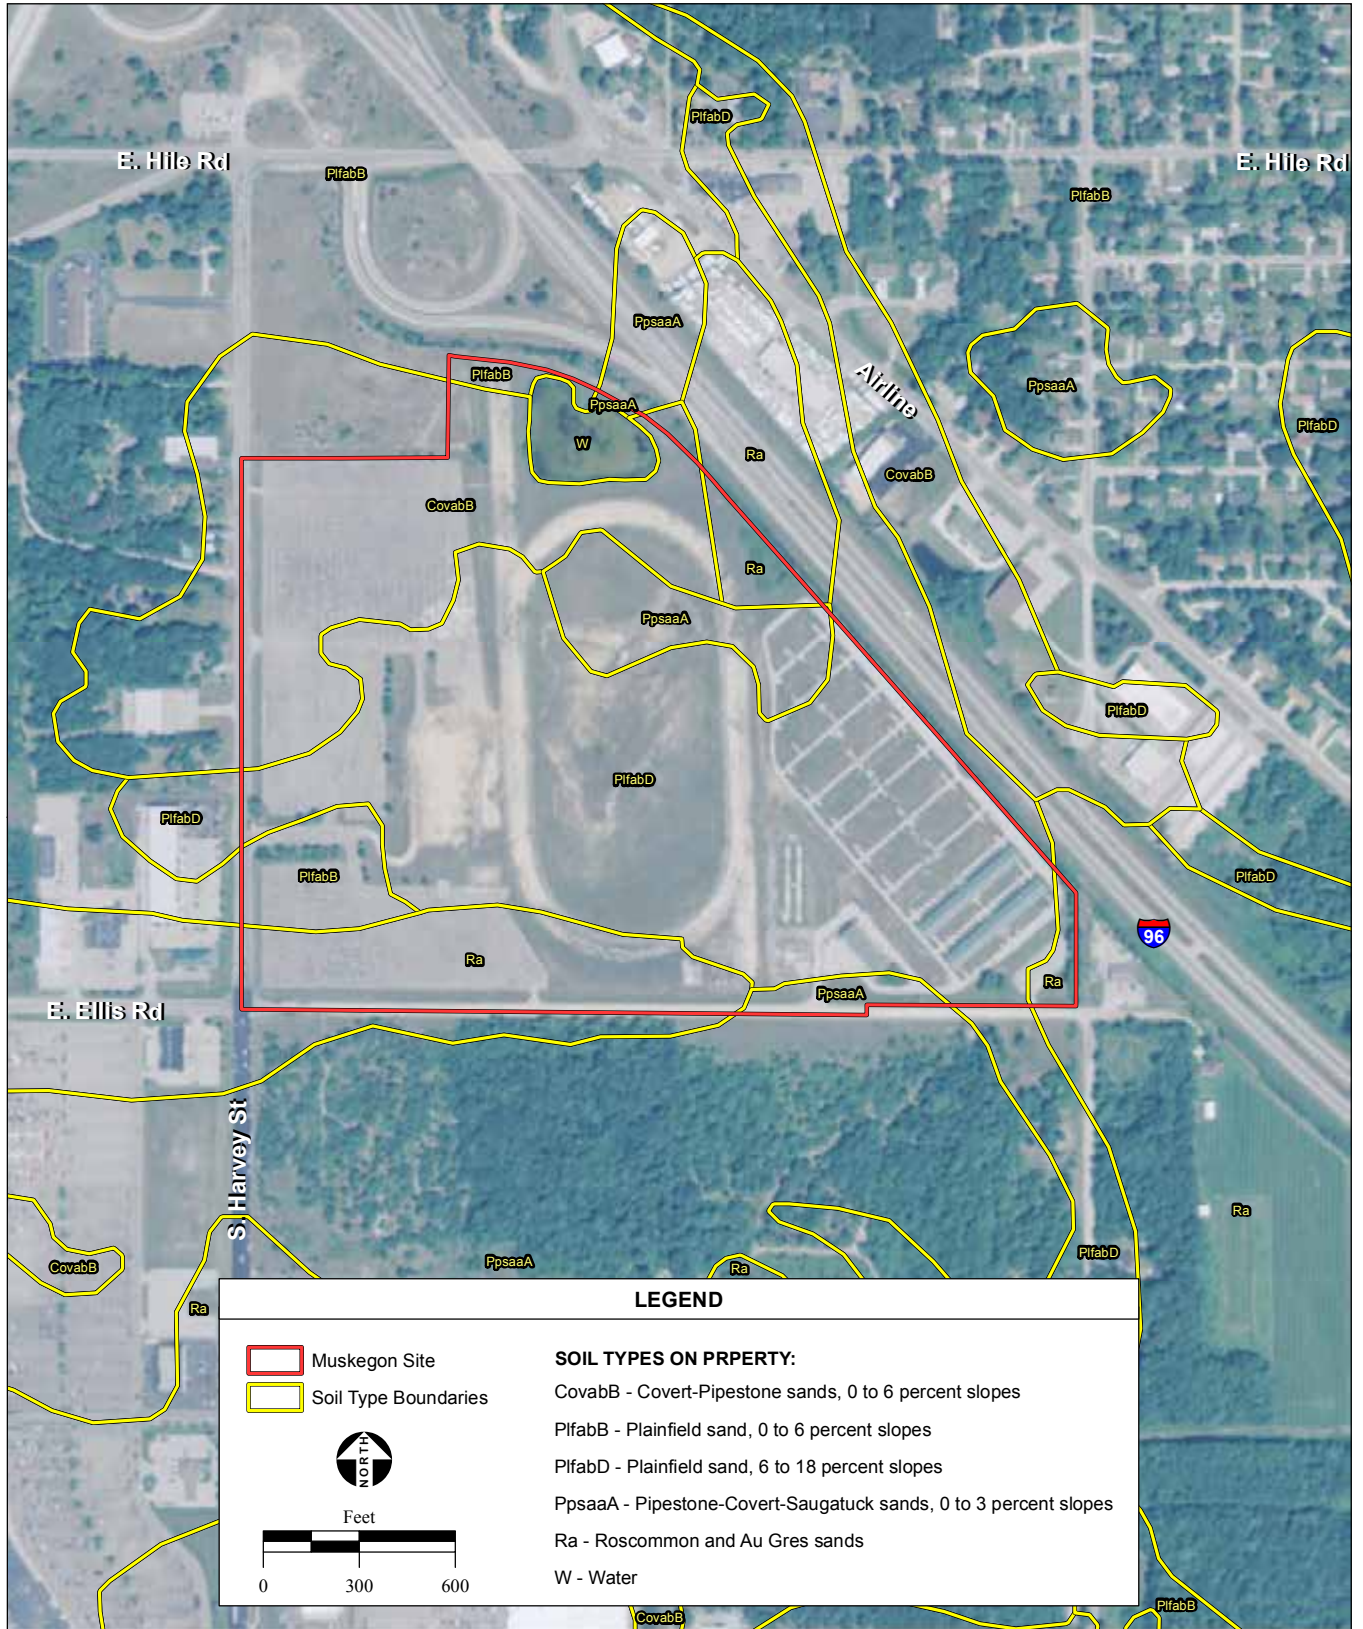 PlfabD
E. Hile Rd
E. Hile Rd
PlfabB
PlfabB
PpsaaA
Airline
PlfabB
PpsaaA
PpsaaA
PlfabD
W
Ra
CovabB
CovabB
Ra
PpsaaA
PlfabD
PlfabD
PlfabD
PlfabB
PlfabD
96
Ra
Ra
PpsaaA
E. Ellis Rd
S. Harvey St
Ra
PlfabD
PpsaaA
CovabB
Ra
Ra
LEGEND
Muskegon Site
Soil Type Boundaries
NORTH
Feet
0 300 600
SOIL TYPES ON PRPERTY:
CovabB - Covert-Pipestone sands, 0 to 6 percent slopes
PlfabB - Plainfield sand, 0 to 6 percent slopes
PlfabD - Plainfield sand, 6 to 18 percent slopes
PpsaaA - Pipestone-Covert-Saugatuck sands, 0 to 3 percent slopes
Ra - Roscommon and Au Gres sands
W - Water
PlfabB
CovabB